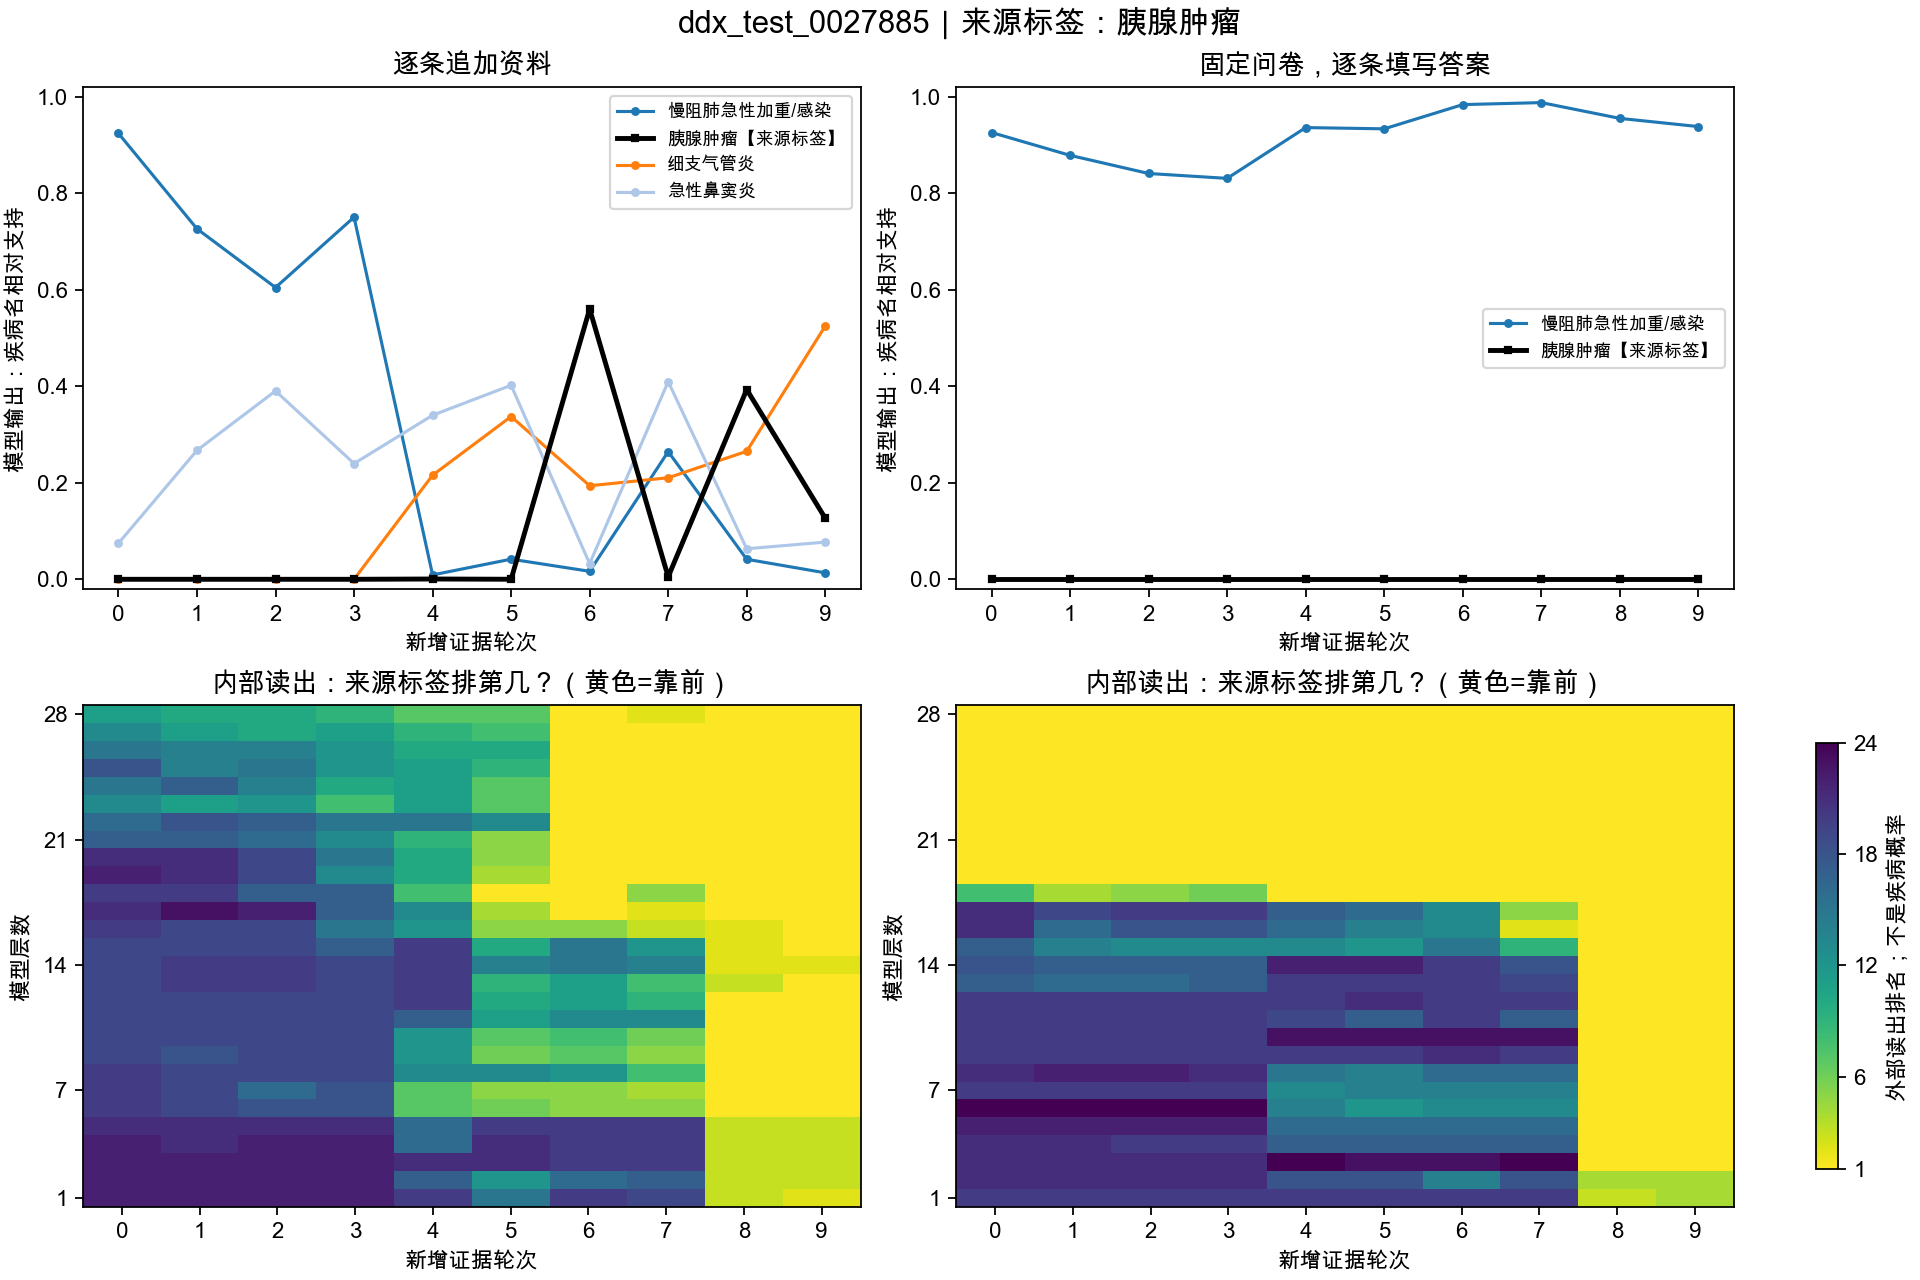 ddx_test_0027885 | 来源标签：胰腺肿瘤
逐条追加资料
模型输出：疾病名相对支持
1.0
0.8
0.6
0.4
0.2
0.0
慢阻肺急性加重/感染
胰腺肿瘤【来源标签】
细支气管炎
急性鼻窦炎
0 1 2 3 4 5 6 7 8 9
新增证据轮次
固定问卷，逐条填写答案
模型输出：疾病名相对支持
1.0
0.8
0.6
0.4
0.2
0.0
慢阻肺急性加重/感染
胰腺肿瘤【来源标签】
0 1 2 3 4 5 6 7 8 9
新增证据轮次
内部读出：来源标签排第几？（黄色=靠前）
模型层数
28
21
14
7
1
0 1 2 3 4 5 6 7 8 9
新增证据轮次
内部读出：来源标签排第几？（黄色=靠前）
模型层数
28
21
14
7
1
0 1 2 3 4 5 6 7 8 9
新增证据轮次
24
18
12
6
1
外部读出排名；不是疾病概率